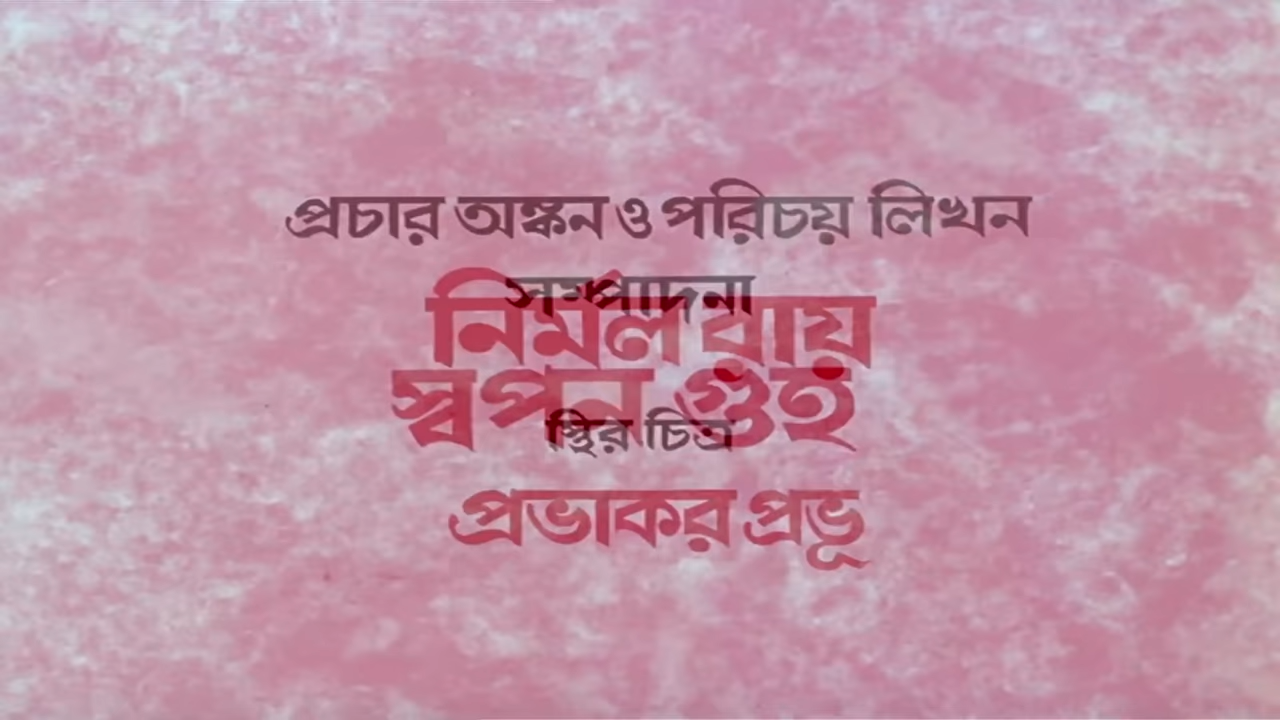 প্রচার অঙ্কন ও পরিচয় লিখন
সম্পাদনা
নির্মল রায়
স্বপন গুহ
স্থির চিত্র
প্রভাকর প্রভূ